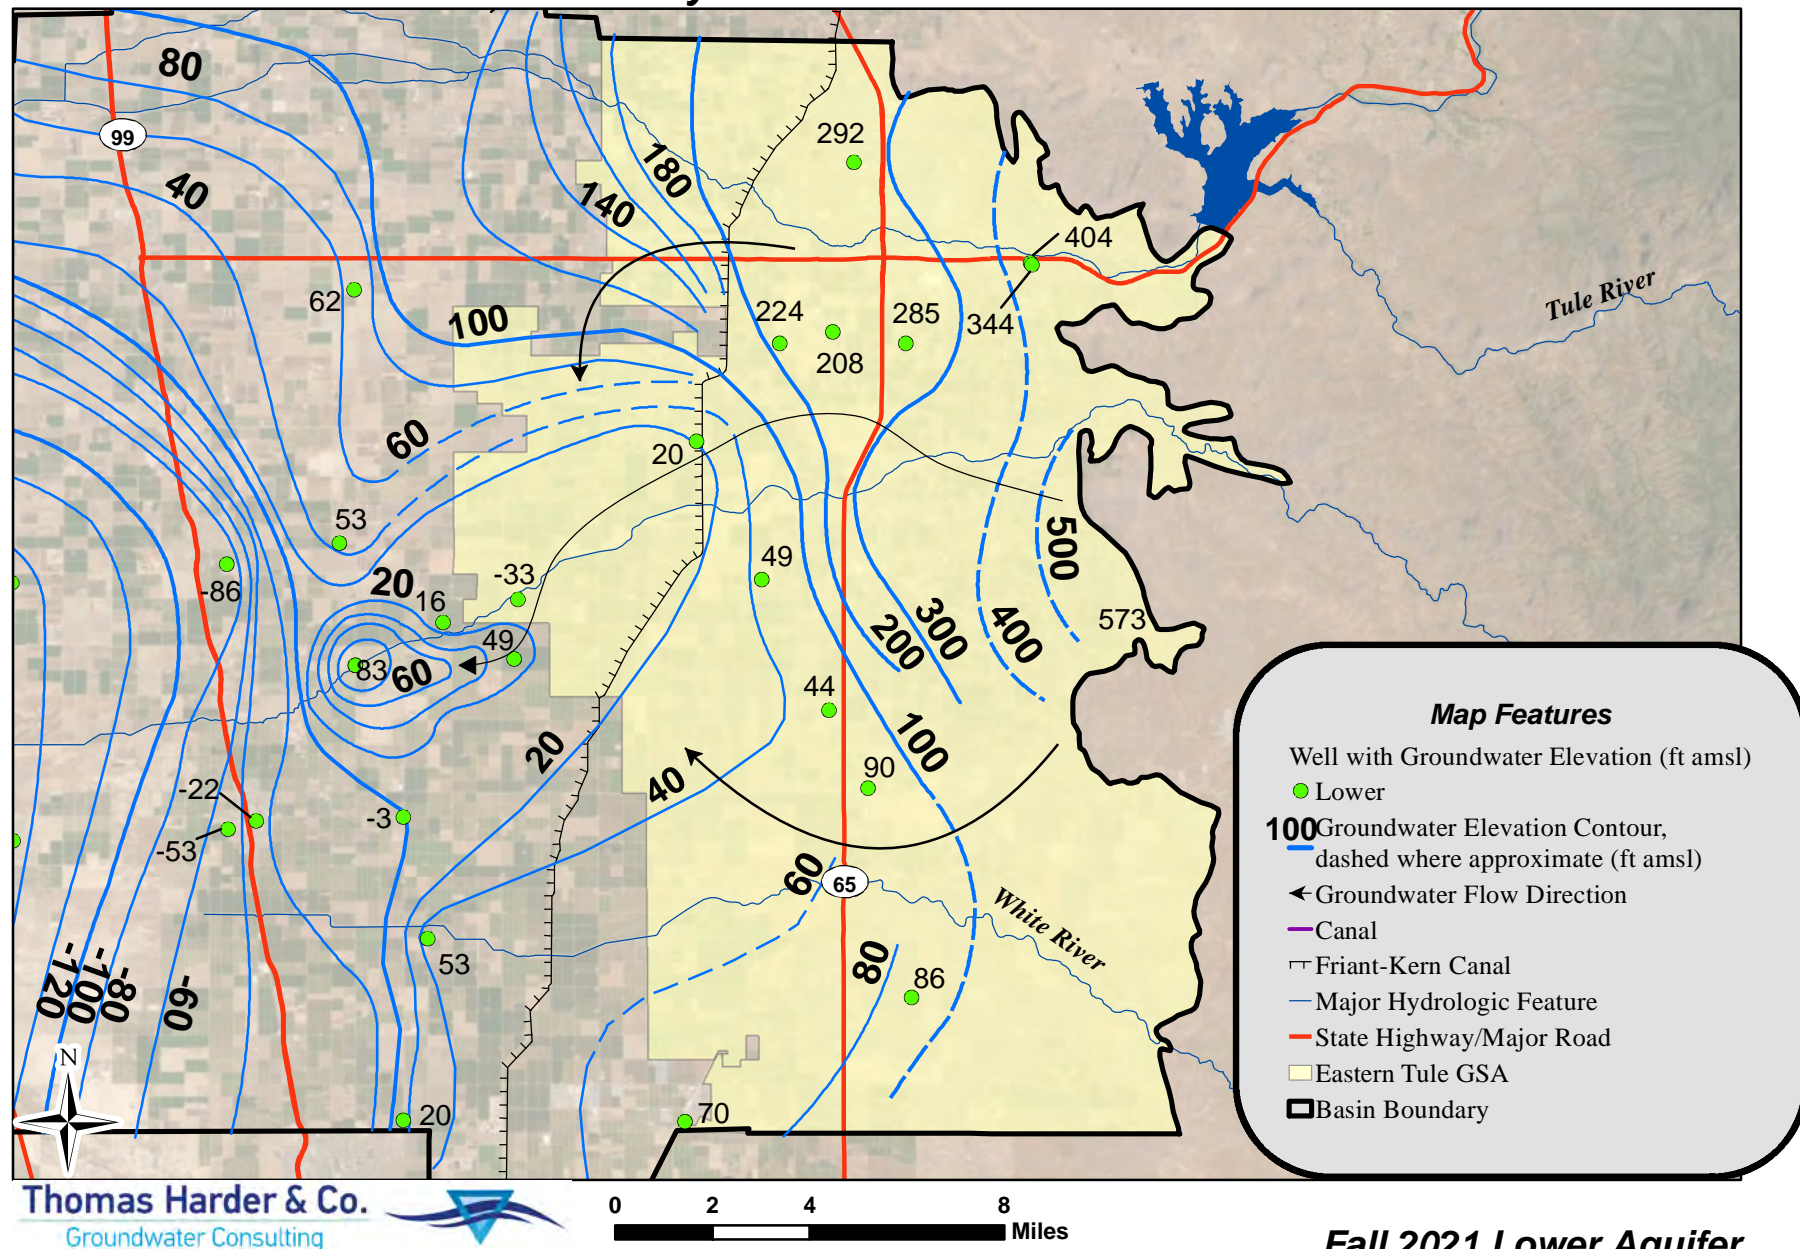 80
99
40
292
180
140
404
62
100
224
285
344
208
Tule River
60
20
53
500
-86
20
16
-33
49
573
49
83
60
200
300
400
44
100
20
40
90
-22
-3
-53
60
65
White River
53
80
86
-120
-100
-80
-60
N
20
70
Map Features
Well with Groundwater Elevation (ft amsl)
Lower
100 Groundwater Elevation Contour,
dashed where approximate (ft amsl)
Groundwater Flow Direction
Canal
Friant-Kern Canal
Major Hydrologic Feature
State Highway/Major Road
Eastern Tule GSA
Basin Boundary
Thomas Harder & Co.
Groundwater Consulting
0 2 4 8
Miles
Fall 2021 Lower Aquifer